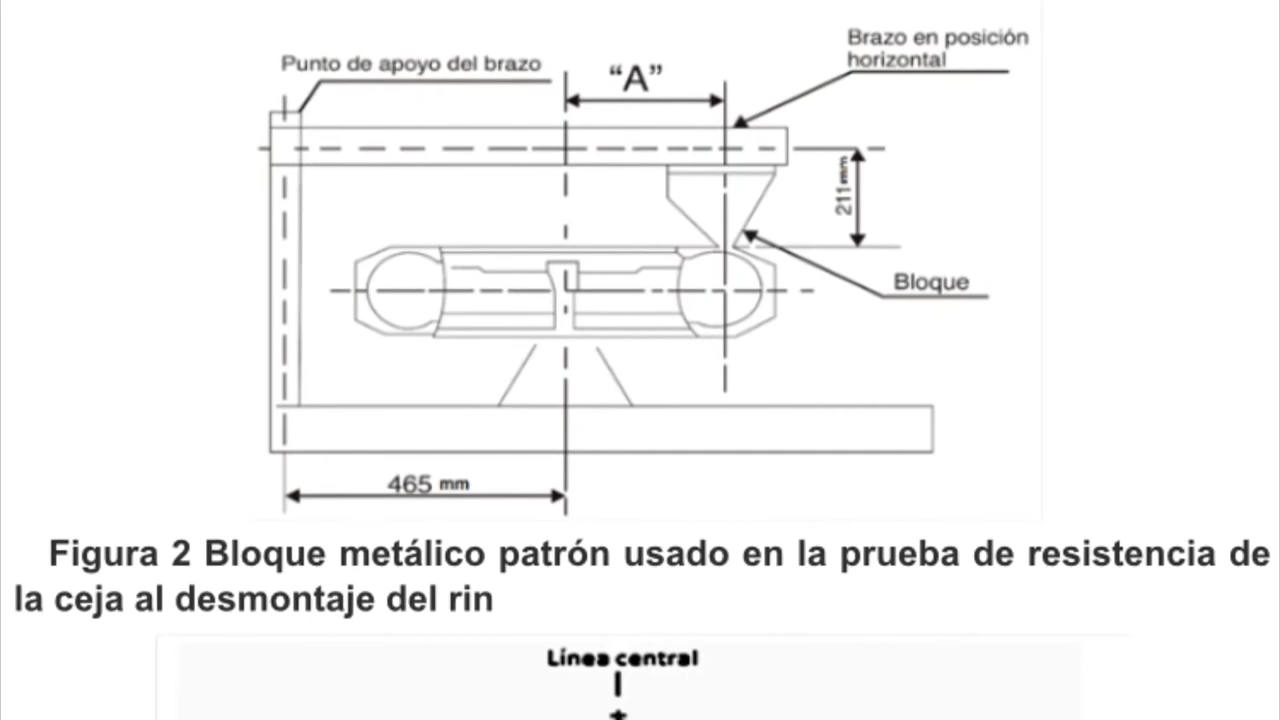 Brazo en posición
horizontal
Punto de apoyo del brazo
“A”
211 mm
Bloque
465 mm
Figura 2 Bloque metálico patrón usado en la prueba de resistencia de
la ceja al desmontaje del rin
Línea central